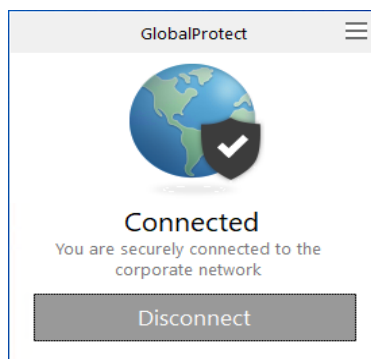 GlobalProtect
Connected
You are securely connected to the
corporate network
Disconnect